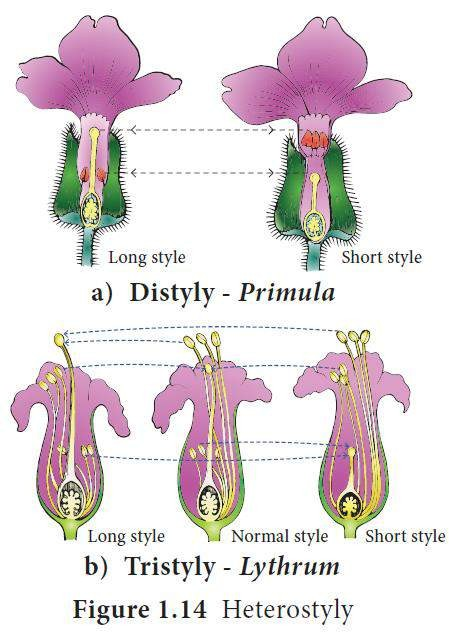 Long style Short style
a) Distyly - Primula
Long style Normal style Short style
b) Tristyly - Lythrum
Figure 1.14 Heterostyly